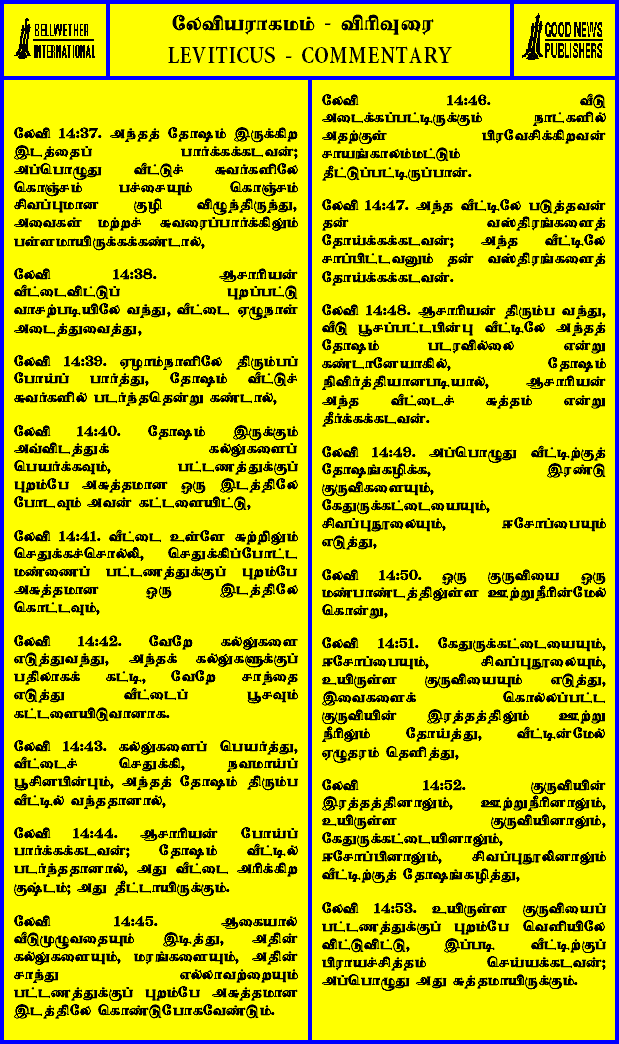 BELLWETHER
INTERNATIONAL
லேவியராகமம் - விரிவுரை
LEVITICUS - COMMENTARY
GOOD NEWS
PUBLISHERS
லேவி 14:37. அந்தத் தோஷம் இருக்கிற
இடத்தைப் பார்க்கக்கடவன்;
அப்பொழுது வீட்டுச் சுவர்களிலே
கொஞ்சம் பச்சையும் கொஞ்சம்
சிவப்புமான குழி விழுந்திருந்து,
அவைகள் மற்றச் சுவரைப்பார்க்கிலும்
பள்ளமாயிருக்கக்கண்டால்,
லேவி 14:38. ஆசாரியன்
வீட்டைவிட்டுப் புறப்பட்டு
வாசற்படியிலே வந்து, வீட்டை ஏழுநாள்
அடைத்துவைத்து,
லேவி 14:39. ஏழாம்நாளிலே திரும்பப்
போய்ப் பார்த்து, தோஷம் வீட்டுச்
சுவர்களில் படர்ந்ததென்று கண்டால்,
லேவி 14:40. தோஷம் இருக்கும்
அவ்விடத்துக் கல்லுகளைப்
பெயர்க்கவும், பட்டணத்துக்குப்
புறம்பே அசுத்தமான ஒரு இடத்திலே
போடவும் அவன் கட்டளையிட்டு,
லேவி 14:41. வீட்டை உள்ளே சுற்றிலும்
செதுக்கச்சொல்லி, செதுக்கிப்போட்ட
மண்ணைப் பட்டணத்துக்குப் புறம்பே
அசுத்தமான ஒரு இடத்திலே
கொட்டவும்,
லேவி 14:42. வேறே கல்லுகளை
எடுத்துவந்து, அந்தக் கல்லுகளுக்குப்
பதிலாகக் கட்டி, வேறே சாந்தை
எடுத்து வீட்டைப் பூசவும்
கட்டளையிடுவானாக.
லேவி 14:43. கல்லுகளைப் பெயர்த்து,
வீட்டைச் செதுக்கி, நவமாய்ப்
பூசினபின்பும், அந்தத் தோஷம் திரும்ப
வீட்டில் வந்ததானால்,
லேவி 14:44. ஆசாரியன் போய்ப்
பார்க்கக்கடவன்; தோஷம் வீட்டில்
படர்ந்ததானால், அது வீட்டை அரிக்கிற
குஷ்டம்; அது தீட்டாயிருக்கும்.
லேவி 14:45. ஆகையால்
வீடுமுழுவதையும் இடித்து, அதின்
கல்லுகளையும், மரங்களையும், அதின்
சாந்து எல்லாவற்றையும்
பட்டணத்துக்குப் புறம்பே அசுத்தமான
இடத்திலே கொண்டுபோகவேண்டும்.
லேவி 14:46. வீடு
அடைக்கப்பட்டிருக்கும் நாட்களில்
அதற்குள் பிரவேசிக்கிறவன்
சாயங்காலம்மட்டும்
தீட்டுப்பட்டிருப்பான்.
லேவி 14:47. அந்த வீட்டிலே படுத்தவன்
தன் வஸ்திரங்களைத்
தோய்க்கக்கடவன்; அந்த வீட்டிலே
சாப்பிட்டவனும் தன் வஸ்திரங்களைத்
தோய்க்கக்கடவன்.
லேவி 14:48. ஆசாரியன் திரும்ப வந்து,
வீடு பூசப்பட்டபின்பு வீட்டிலே அந்தத்
தோஷம் படரவில்லை என்று
கண்டானேயாகில், தோஷம்
நிவிர்த்தியானபடியால், ஆசாரியன்
அந்த வீட்டைச் சுத்தம் என்று
தீர்க்கக்கடவன்.
லேவி 14:49. அப்பொழுது வீட்டிற்குத்
தோஷங்கழிக்க, இரண்டு
குருவிகளையும்,
கேதுருக்கட்டையையும்,
சிவப்புநூலையும், ஈசோப்பையும்
எடுத்து,
லேவி 14:50. ஒரு குருவியை ஒரு
மண்பாண்டத்திலுள்ள ஊற்றுநீரின்மேல்
கொன்று,
லேவி 14:51. கேதுருக்கட்டையையும்,
ஈசோப்பையும், சிவப்புநூலையும்,
உயிருள்ள குருவியையும் எடுத்து,
இவைகளைக் கொல்லப்பட்ட
குருவியின் இரத்தத்திலும் ஊற்று
நீரிலும் தோய்த்து, வீட்டின்மேல்
ஏழுதரம் தெளித்து,
லேவி 14:52. குருவியின்
இரத்தத்தினாலும், ஊற்றுநீரினாலும்,
உயிருள்ள குருவியினாலும்,
கேதுருக்கட்டையினாலும்,
ஈசோப்பினாலும், சிவப்புநூலினாலும்
வீட்டிற்குத் தோஷங்கழித்து,
லேவி 14:53. உயிருள்ள குருவியைப்
பட்டணத்துக்குப் புறம்பே வெளியிலே
விட்டுவிட்டு, இப்படி வீட்டிற்குப்
பிராயச்சித்தம் செய்யக்கடவன்;
அப்பொழுது அது சுத்தமாயிருக்கும்.